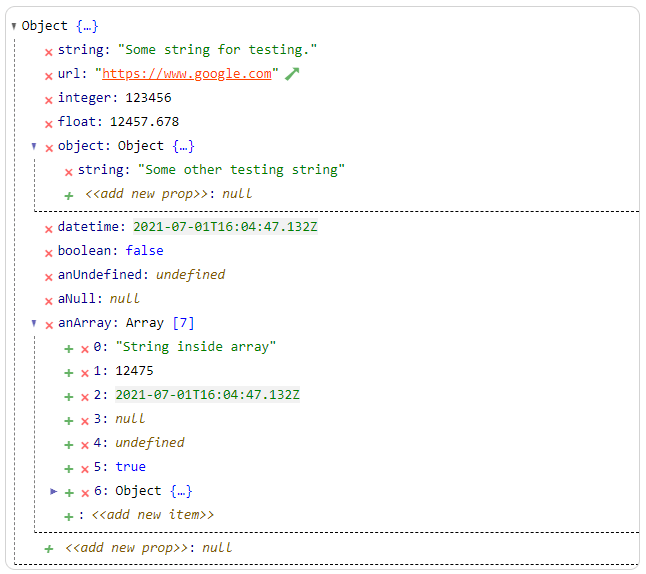 Object {…}
string: "Some string for testing."
url: "https://www.google.com"
integer: 123456
float: 12457.678
object: Object {…}
string: "Some other testing string"
<<add new prop>>: null
datetime: 2021-07-01T16:04:47.132Z
boolean: false
anUndefined: undefined
aNull: null
anArray: Array [7]
0: "String inside array"
1: 12475
2: 2021-07-01T16:04:47.132Z
3: null
4: undefined
5: true
6: Object {…}
: <<add new item>>
<<add new prop>>: null